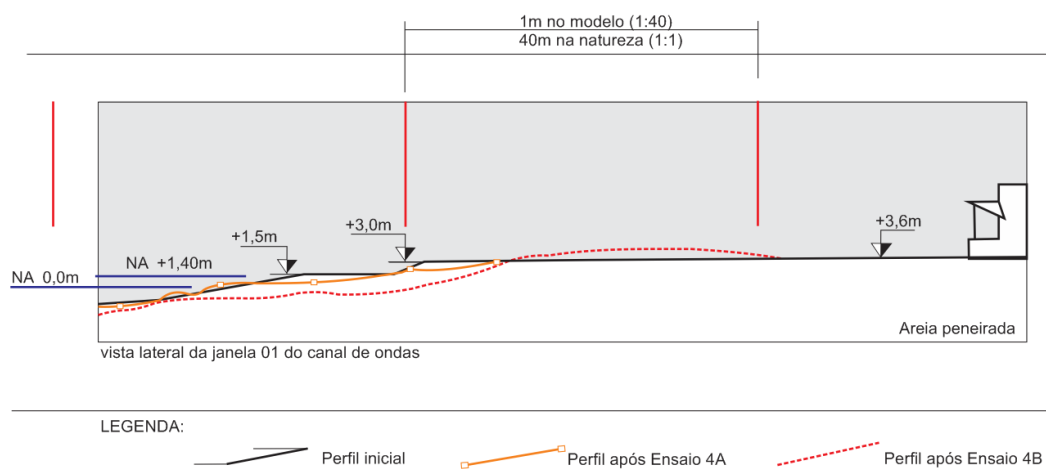 1m no modelo (1:40)
40m na natureza (1:1)
+1,5m
+3,0m
+3,6m
NA +1,40m
NA 0,0m
Areia peneirada
vista lateral da janela 01 do canal de ondas
LEGENDA:
Perfil inicial
Perfil após Ensaio 4A
Perfil após Ensaio 4B